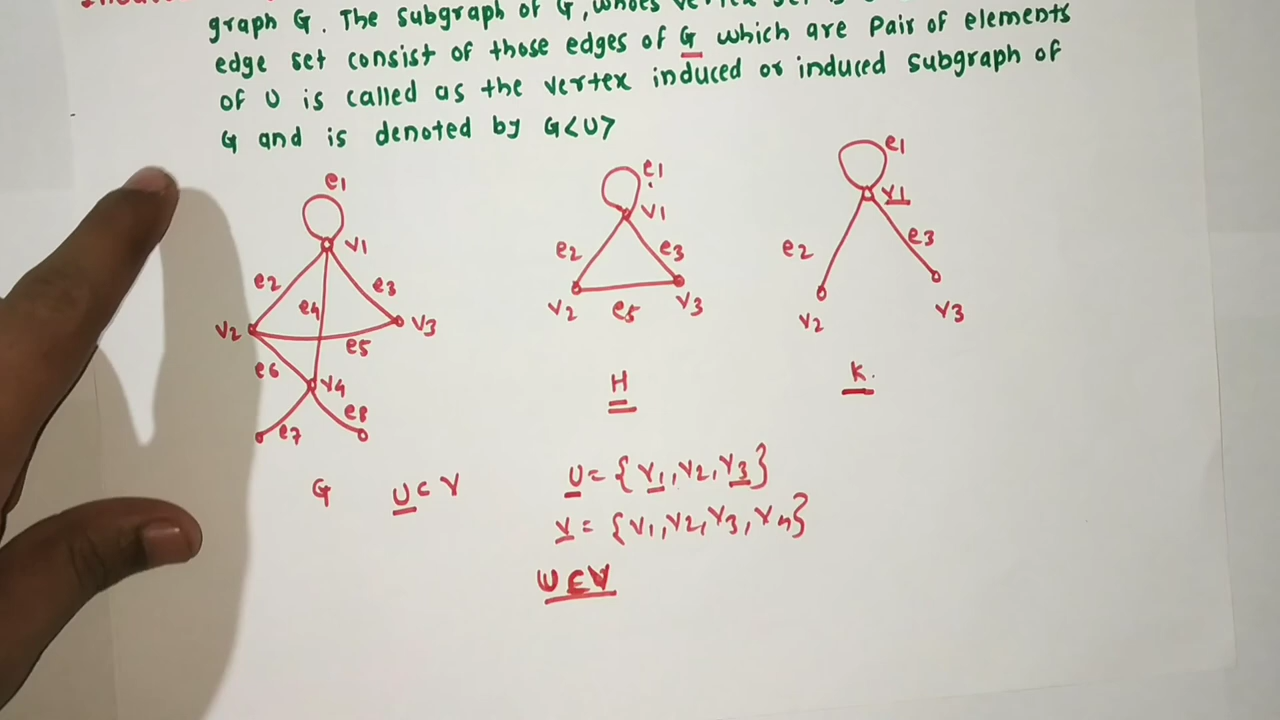 graph G. The subgraph of G, whoes
edge set consist of those edges of G which are Pair of elements
of U is called as the vertex induced or induced subgraph of
G and is denoted by G<U>
e1
v1
e2
e4
e3
v2
v3
e5
e6
v4
e7
e8
G
U ⊂ V
e1
v1
e2
e3
v2
v3
e5
H
e1
v1
e2
e3
v2
v3
K.
U = {v1, v2, v3}
V = {v1, v2, v3, v4}